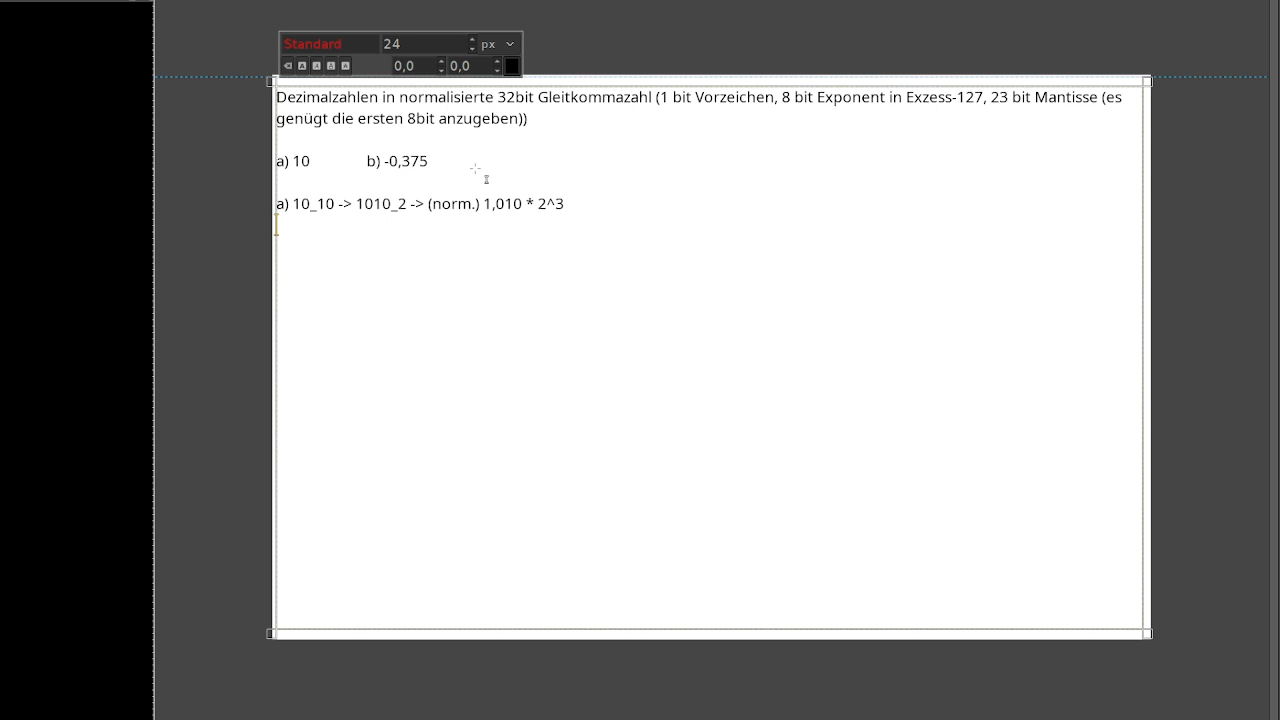 Standard 24 px
0,0 0,0
Dezimalzahlen in normalisierte 32bit Gleitkommazahl (1 bit Vorzeichen, 8 bit Exponent in Exzess-127, 23 bit Mantisse (es
genügt die ersten 8bit anzugeben))
a) 10 b) -0,375
a) 10_10 -> 1010_2 -> (norm.) 1,010 * 2^3